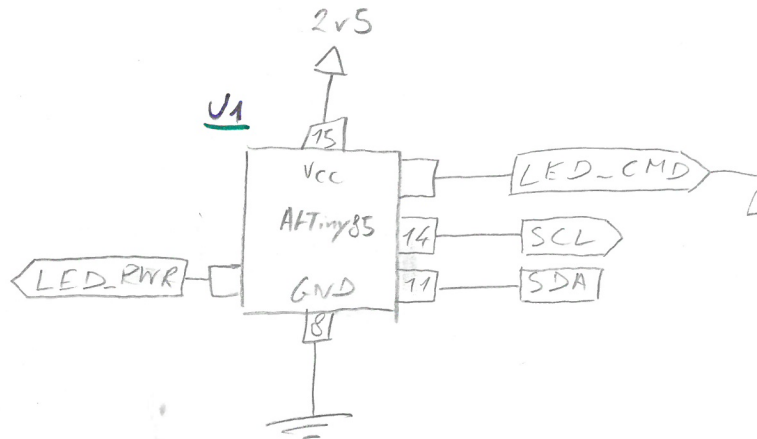 2v5
U1
15
Vcc
LED_CMD
ATTiny85
14
SCL
LED_PWR
11
SDA
GND
8